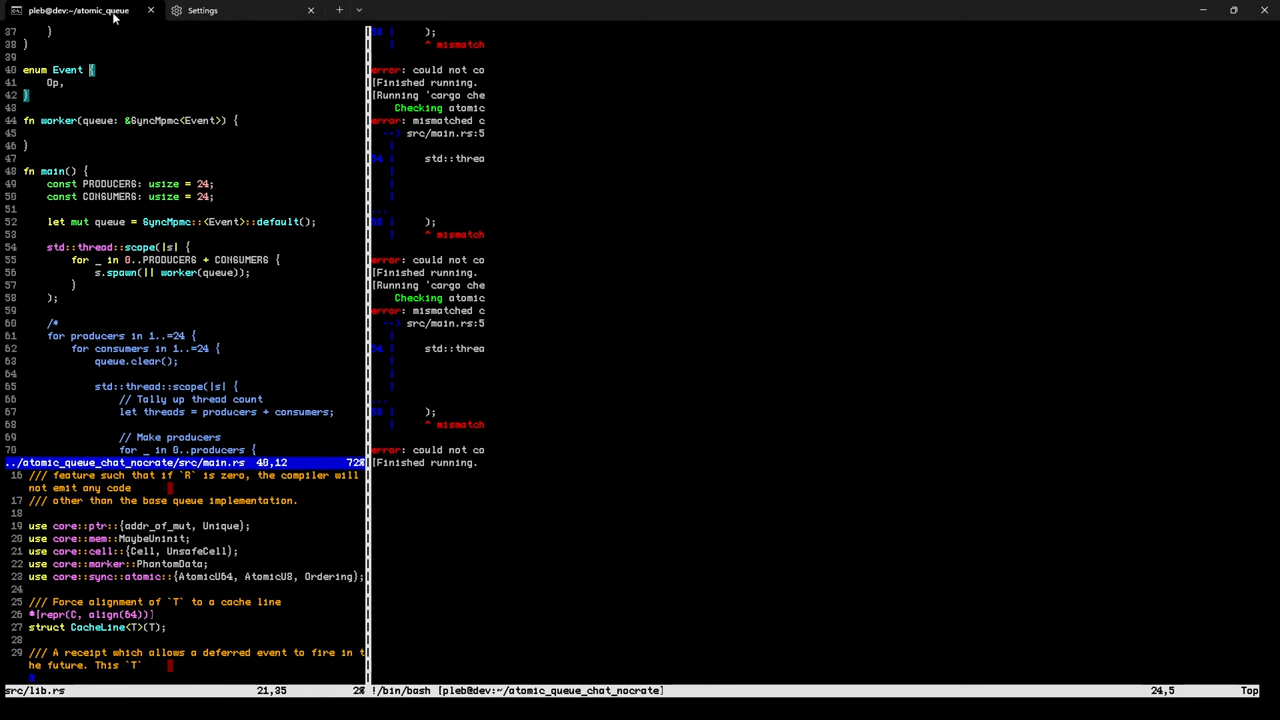 pleb@dev:~/atomic_queue
Settings
37     }
38 }
39
40 enum Event {
41     Op,
42 }
43
44 fn worker(queue: &SyncMpmc<Event>) {
45
46 }
47
48 fn main() {
49     const PRODUCERS: usize = 24;
50     const CONSUMERS: usize = 24;
51
52     let mut queue = SyncMpmc::<Event>::default();
53
54     std::thread::scope(|s| {
55         for _ in 0..PRODUCERS + CONSUMERS {
56             s.spawn(|| worker(queue));
57         }
58     );
59
60     /*
61     for producers in 1..=24 {
62         for consumers in 1..=24 {
63             queue.clear();
64
65             std::thread::scope(|s| {
66                 // Tally up thread count
67                 let threads = producers + consumers;
68
69                 // Make producers
70                 for _ in 0..producers {
../atomic_queue_chat_nocrate/src/main.rs  40,12          72%
16 /// feature such that if `R` is zero, the compiler will
not emit any code
17 /// other than the base queue implementation.
18
19 use core::ptr::{addr_of_mut, Unique};
20 use core::mem::MaybeUninit;
21 use core::cell::{Cell, UnsafeCell};
22 use core::marker::PhantomData;
23 use core::sync::atomic::{AtomicU64, AtomicU8, Ordering};
24
25 /// Force alignment of `T` to a cache line
26 #[repr(C, align(64))]
27 struct CacheLine<T>(T);
28
29 /// A receipt which allows a deferred event to fire in t
he future. This `T`
@
src/lib.rs                                21,35           2%
58 |     );
   |     ^ mismatch
error: could not co
[Finished running.
[Running 'cargo che
    Checking atomic
error: mismatched c
  --> src/main.rs:5
   |
54 |     std::threa
   |
   |
   |
...
58 |     );
   |     ^ mismatch
error: could not co
[Finished running.
[Running 'cargo che
    Checking atomic
error: mismatched c
  --> src/main.rs:5
   |
54 |     std::threa
   |
   |
   |
...
58 |     );
   |     ^ mismatch
error: could not co
[Finished running.
!/bin/bash [pleb@dev:~/atomic_queue_chat_nocrate]          24,5           Top